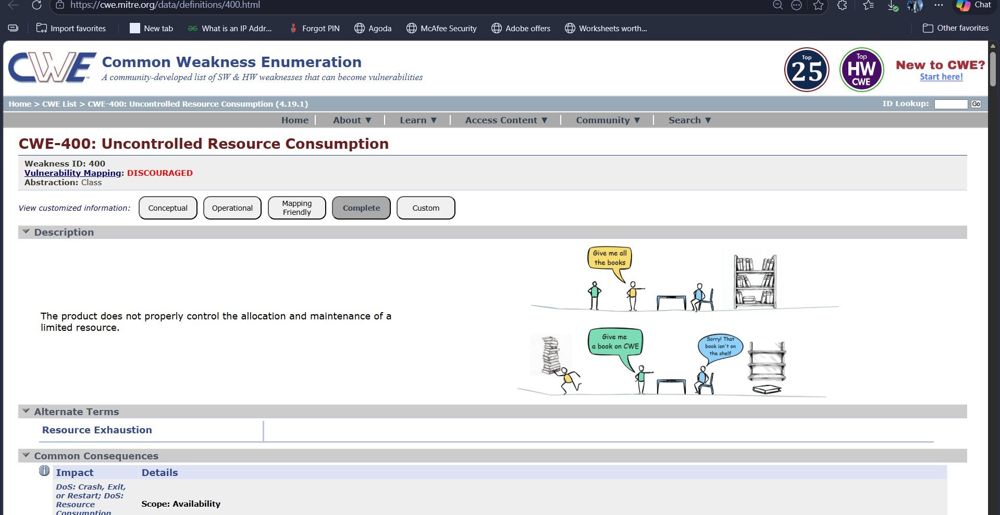 https://cwe.mitre.org/data/definitions/400.html
Chat
Import favorites
New tab
What is an IP Addr...
Forgot PIN
Agoda
McAfee Security
Adobe offers
Worksheets worth...
Other favorites
CWE
Common Weakness Enumeration
A community-developed list of SW & HW weaknesses that can become vulnerabilities
Top
25
Top
HW
CWE
New to CWE?
Start here!
Home > CWE List > CWE-400: Uncontrolled Resource Consumption (4.19.1)
ID Lookup:
Go
Home
About ▼
Learn ▼
Access Content ▼
Community ▼
Search ▼
CWE-400: Uncontrolled Resource Consumption
Weakness ID: 400
Vulnerability Mapping: DISCOURAGED
Abstraction: Class
View customized information:
Conceptual
Operational
Mapping
Friendly
Complete
Custom
Description
The product does not properly control the allocation and maintenance of a
limited resource.
Give me all
the books
Give me
a book on CWE
Sorry! That
book isn't on
the shelf
Alternate Terms
Resource Exhaustion
Common Consequences
Impact
Details
DoS: Crash, Exit,
or Restart; DoS:
Resource
Consumption
Scope: Availability